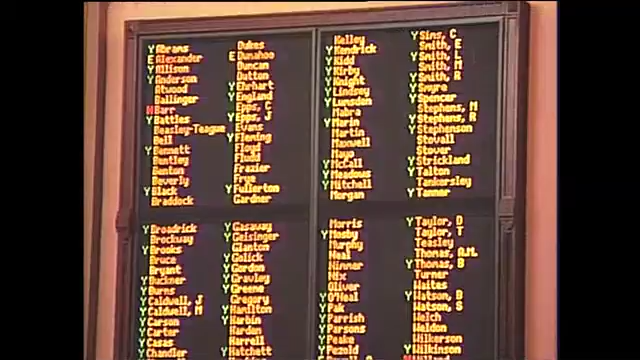 Y Abrams
E Alexander
Y Allison
Y Anderson
Atwood
Ballinger
N Barr
Y Battles
Beasley-Teague
Bell
Y Bennett
Bentley
Benton
Beverly
Y Black
Braddock
Dukes
E Dunahoo
Duncan
Dutton
Y Ehrhart
Y England
Epps, C
Y Epps, J
Evans
Y Fleming
Floyd
Fludd
Frazier
Frye
Y Fullerton
Gardner
Kelley
Y Kendrick
Y Kidd
Y Kirby
Y Knight
Y Lindsey
Y Lumsden
Mabra
Y Marin
Martin
Maxwell
Mayo
Y McCall
Y Meadows
Y Mitchell
Morgan
Y Sims, C
Smith, E
Y Smith, L
Smith, M
Y Smith, R
Y Smyre
Y Spencer
Stephens, M
Y Stephens, R
Y Stephenson
Stovall
Stover
Y Strickland
Y Talton
Tankersley
Y Tanner
Y Broadrick
Brockway
Y Brooks
Bruce
Bryant
Y Buckner
Y Burns
Y Caldwell, J
Y Caldwell, M
Y Carson
Y Carter
Y Casas
Y Chandler
Y Gasaway
Y Geisinger
Glanton
Y Golick
Y Gordon
Y Gravley
Y Greene
Gregory
Y Hamilton
Y Harbin
Harden
Harrell
Y Hatchett
Morris
Y Mosby
Murphy
Neal
Nimmer
Nix
Oliver
Y O'Neal
Y Pak
Y Parrish
Y Parsons
Y Peake
Y Pezold
Y Taylor, D
Taylor, T
Teasley
Y Thomas, A.M.
Y Thomas, B
Turner
Waites
Y Watson, B
Watson, S
Welch
Weldon
Wilkerson
Y Wilkinson